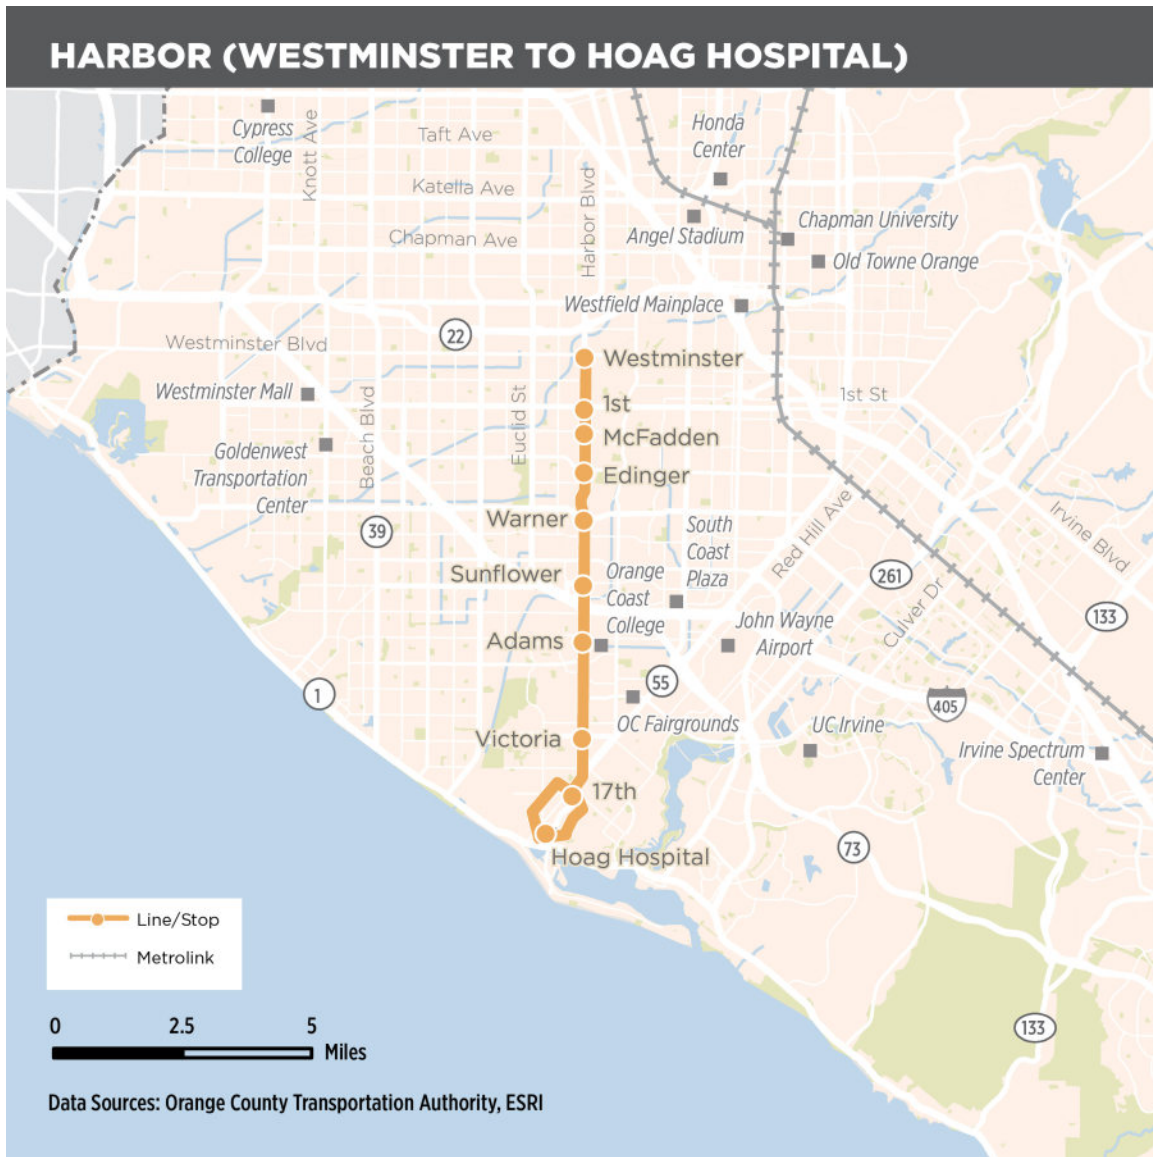 HARBOR (WESTMINSTER TO HOAG HOSPITAL)
Cypress
College
Knott Ave
Taft Ave
Katella Ave
Chapman Ave
Harbor Blvd
Honda
Center
Angel Stadium
Chapman University
Old Towne Orange
Westfield Mainplace
22
Westminster Blvd
Westminster
Westminster Mall
Beach Blvd
Euclid St
1st
1st St
McFadden
Goldenwest
Transportation
Center
Edinger
Warner
39
South
Coast
Plaza
Red Hill Ave
Irvine Blvd
Sunflower
Orange
Coast
College
261
Culver Dr
133
Adams
John Wayne
Airport
1
55
405
OC Fairgrounds
UC Irvine
Victoria
Irvine Spectrum
Center
17th
Hoag Hospital
73
Line/Stop
Metrolink
133
0 2.5 5
Miles
Data Sources: Orange County Transportation Authority, ESRI